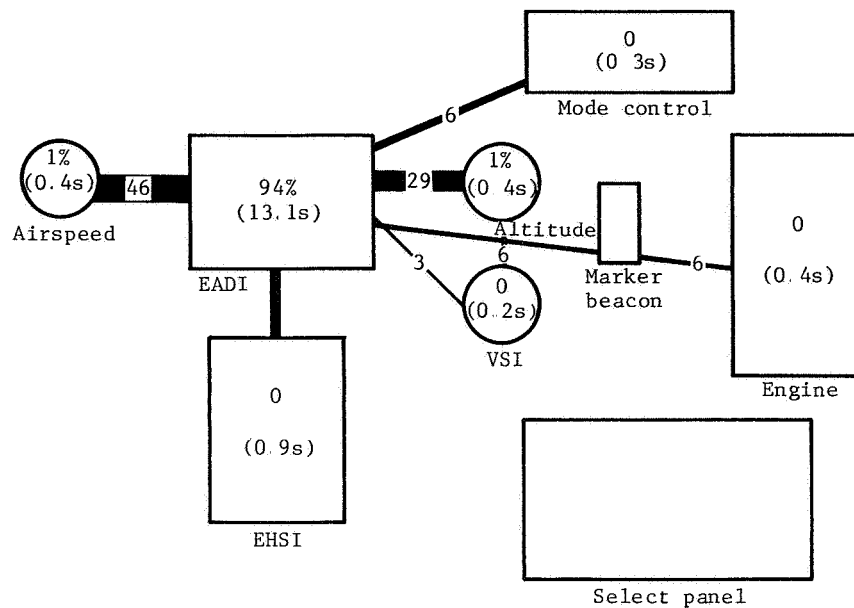 0
(0 3s)
Mode control
6
1%
(0.4s)
Airspeed
46
94%
(13.1s)
EADI
29
1%
(0.4s)
Altitude
6
3
0
(0.2s)
VSI
Marker
beacon
6
0
(0.4s)
Engine
0
(0.9s)
EHSI
Select panel